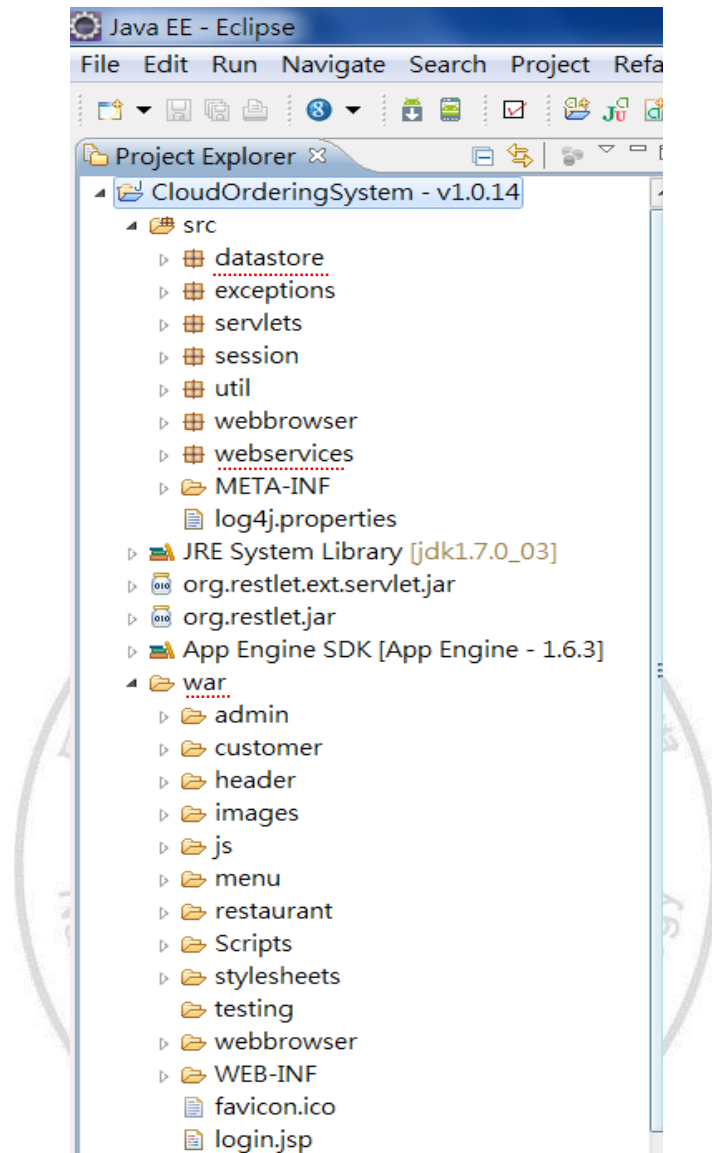 Java EE - Eclipse
File Edit Run Navigate Search Project Refa
Project Explorer
CloudOrderingSystem - v1.0.14
src
datastore
exceptions
servlets
session
util
webbrowser
webservices
META-INF
log4j.properties
JRE System Library [jdk1.7.0_03]
org.restlet.ext.servlet.jar
org.restlet.jar
App Engine SDK [App Engine - 1.6.3]
war
admin
customer
header
images
js
menu
restaurant
Scripts
stylesheets
testing
webbrowser
WEB-INF
favicon.ico
login.jsp